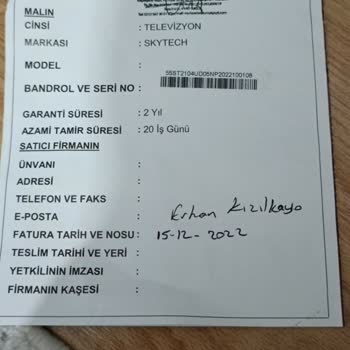 MALIN
CİNSİ : TELEVİZYON
MARKASI : SKYTECH
MODEL :
BANDROL VE SERİ NO : 55ST2104UD05NP2022100108
GARANTİ SÜRESİ : 2 Yıl
AZAMİ TAMİR SÜRESİ : 20 İş Günü
SATICI FİRMANIN
ÜNVANI :
ADRESİ :
TELEFON VE FAKS :
E-POSTA : Erhan Kızılkaya
FATURA TARİH VE NOSU : 15-12-2022
TESLİM TARİHİ VE YERİ :
YETKİLİNİN İMZASI :
FİRMANIN KAŞESİ :